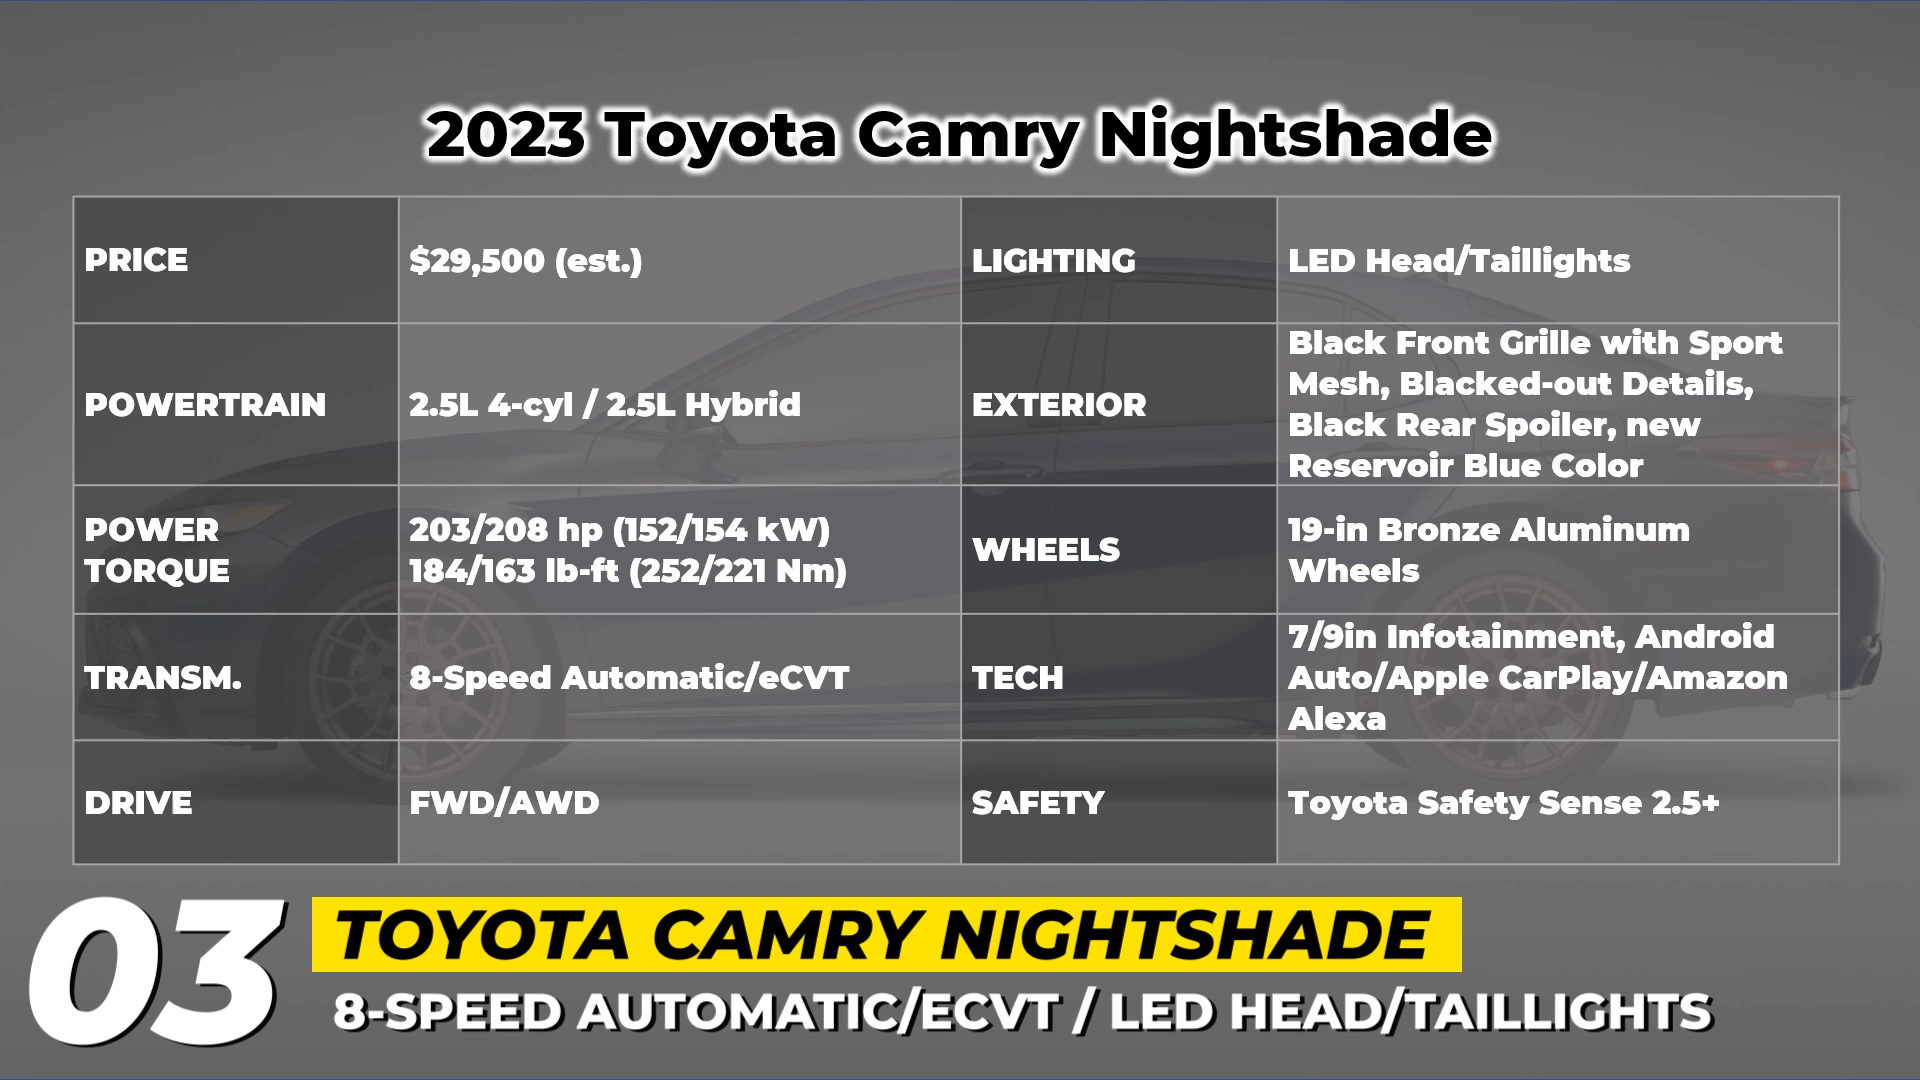 2023 Toyota Camry Nightshade
PRICE
$29,500 (est.)
LIGHTING
LED Head/Taillights
POWERTRAIN
2.5L 4-cyl / 2.5L Hybrid
EXTERIOR
Black Front Grille with Sport
Mesh, Blacked-out Details,
Black Rear Spoiler, new
Reservoir Blue Color
POWER
TORQUE
203/208 hp (152/154 kW)
184/163 lb-ft (252/221 Nm)
WHEELS
19-in Bronze Aluminum
Wheels
TRANSM.
8-Speed Automatic/eCVT
TECH
7/9in Infotainment, Android
Auto/Apple CarPlay/Amazon
Alexa
DRIVE
FWD/AWD
SAFETY
Toyota Safety Sense 2.5+
03
TOYOTA CAMRY NIGHTSHADE
8-SPEED AUTOMATIC/ECVT / LED HEAD/TAILLIGHTS